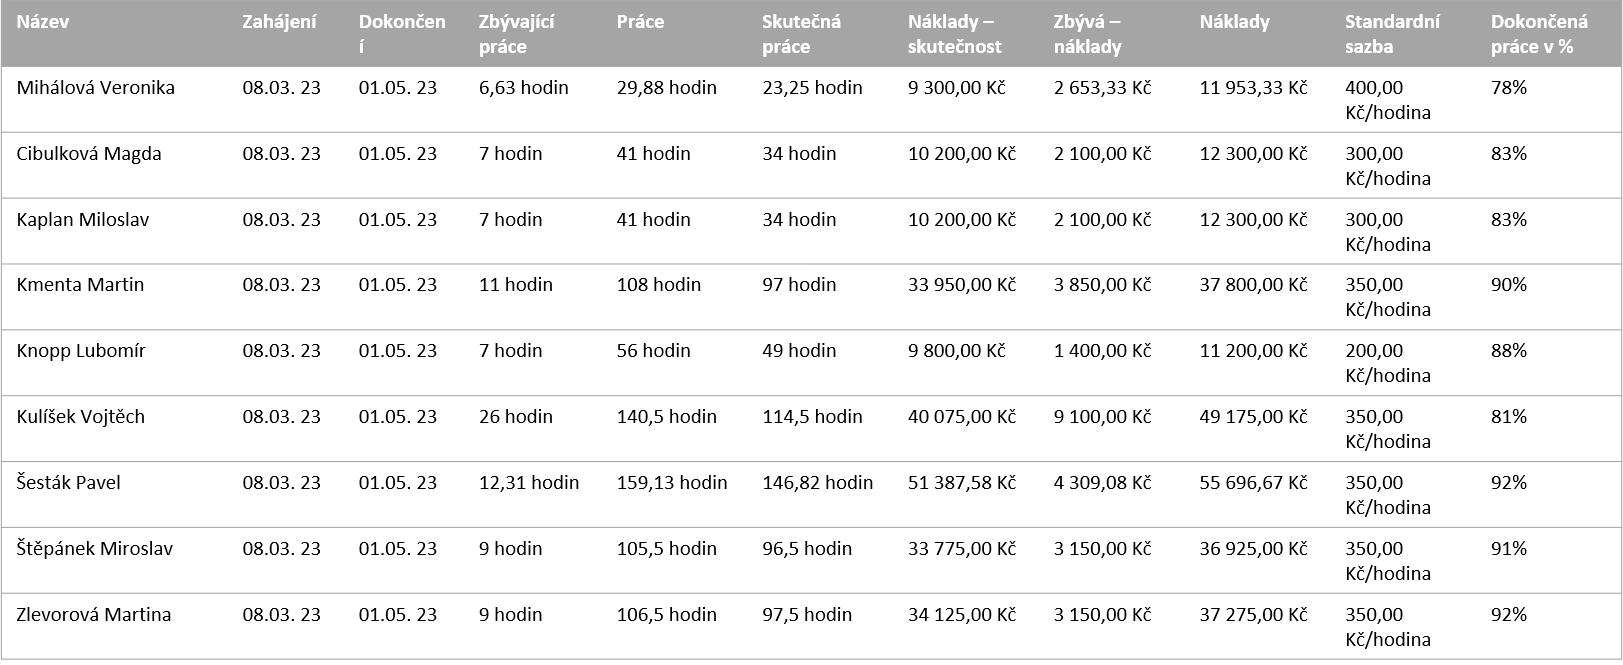 Název Zahájení Dokončen Zbývající Práce Skutečná Náklady – Zbývá – Náklady Standardní Dokončená
í práce práce skutečnost náklady sazba práce v %
Mihálová Veronika 08.03. 23 01.05. 23 6,63 hodin 29,88 hodin 23,25 hodin 9 300,00 Kč 2 653,33 Kč 11 953,33 Kč 400,00 78%
Kč/hodina
Cibulková Magda 08.03. 23 01.05. 23 7 hodin 41 hodin 34 hodin 10 200,00 Kč 2 100,00 Kč 12 300,00 Kč 300,00 83%
Kč/hodina
Kaplan Miloslav 08.03. 23 01.05. 23 7 hodin 41 hodin 34 hodin 10 200,00 Kč 2 100,00 Kč 12 300,00 Kč 300,00 83%
Kč/hodina
Kmenta Martin 08.03. 23 01.05. 23 11 hodin 108 hodin 97 hodin 33 950,00 Kč 3 850,00 Kč 37 800,00 Kč 350,00 90%
Kč/hodina
Knopp Lubomír 08.03. 23 01.05. 23 7 hodin 56 hodin 49 hodin 9 800,00 Kč 1 400,00 Kč 11 200,00 Kč 200,00 88%
Kč/hodina
Kulíšek Vojtěch 08.03. 23 01.05. 23 26 hodin 140,5 hodin 114,5 hodin 40 075,00 Kč 9 100,00 Kč 49 175,00 Kč 350,00 81%
Kč/hodina
Šesták Pavel 08.03. 23 01.05. 23 12,31 hodin 159,13 hodin 146,82 hodin 51 387,58 Kč 4 309,08 Kč 55 696,67 Kč 350,00 92%
Kč/hodina
Štěpánek Miroslav 08.03. 23 01.05. 23 9 hodin 105,5 hodin 96,5 hodin 33 775,00 Kč 3 150,00 Kč 36 925,00 Kč 350,00 91%
Kč/hodina
Zlevorová Martina 08.03. 23 01.05. 23 9 hodin 106,5 hodin 97,5 hodin 34 125,00 Kč 3 150,00 Kč 37 275,00 Kč 350,00 92%
Kč/hodina